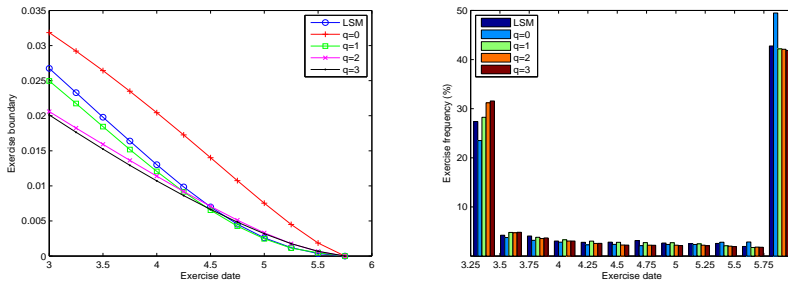 0.035
0.03
0.025
0.02
0.015
0.01
0.005
0
Exercise boundary
3
3.5
4
4.5
5
5.5
6
Exercise date
LSM
q=0
q=1
q=2
q=3
50
40
30
20
10
Exercise frequency (%)
3.25
3.5
3.75
4
4.25
4.5
4.75
5
5.25
5.5
5.75
Exercise date
LSM
q=0
q=1
q=2
q=3